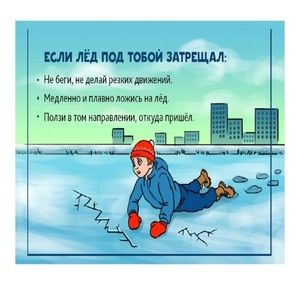 ЕСЛИ ЛЁД ПОД ТОБОЙ ЗАТРЕЩАЛ:
• Не беги, не делай резких движений.
• Медленно и плавно ложись на лёд.
• Ползи в том направлении, откуда пришёл.